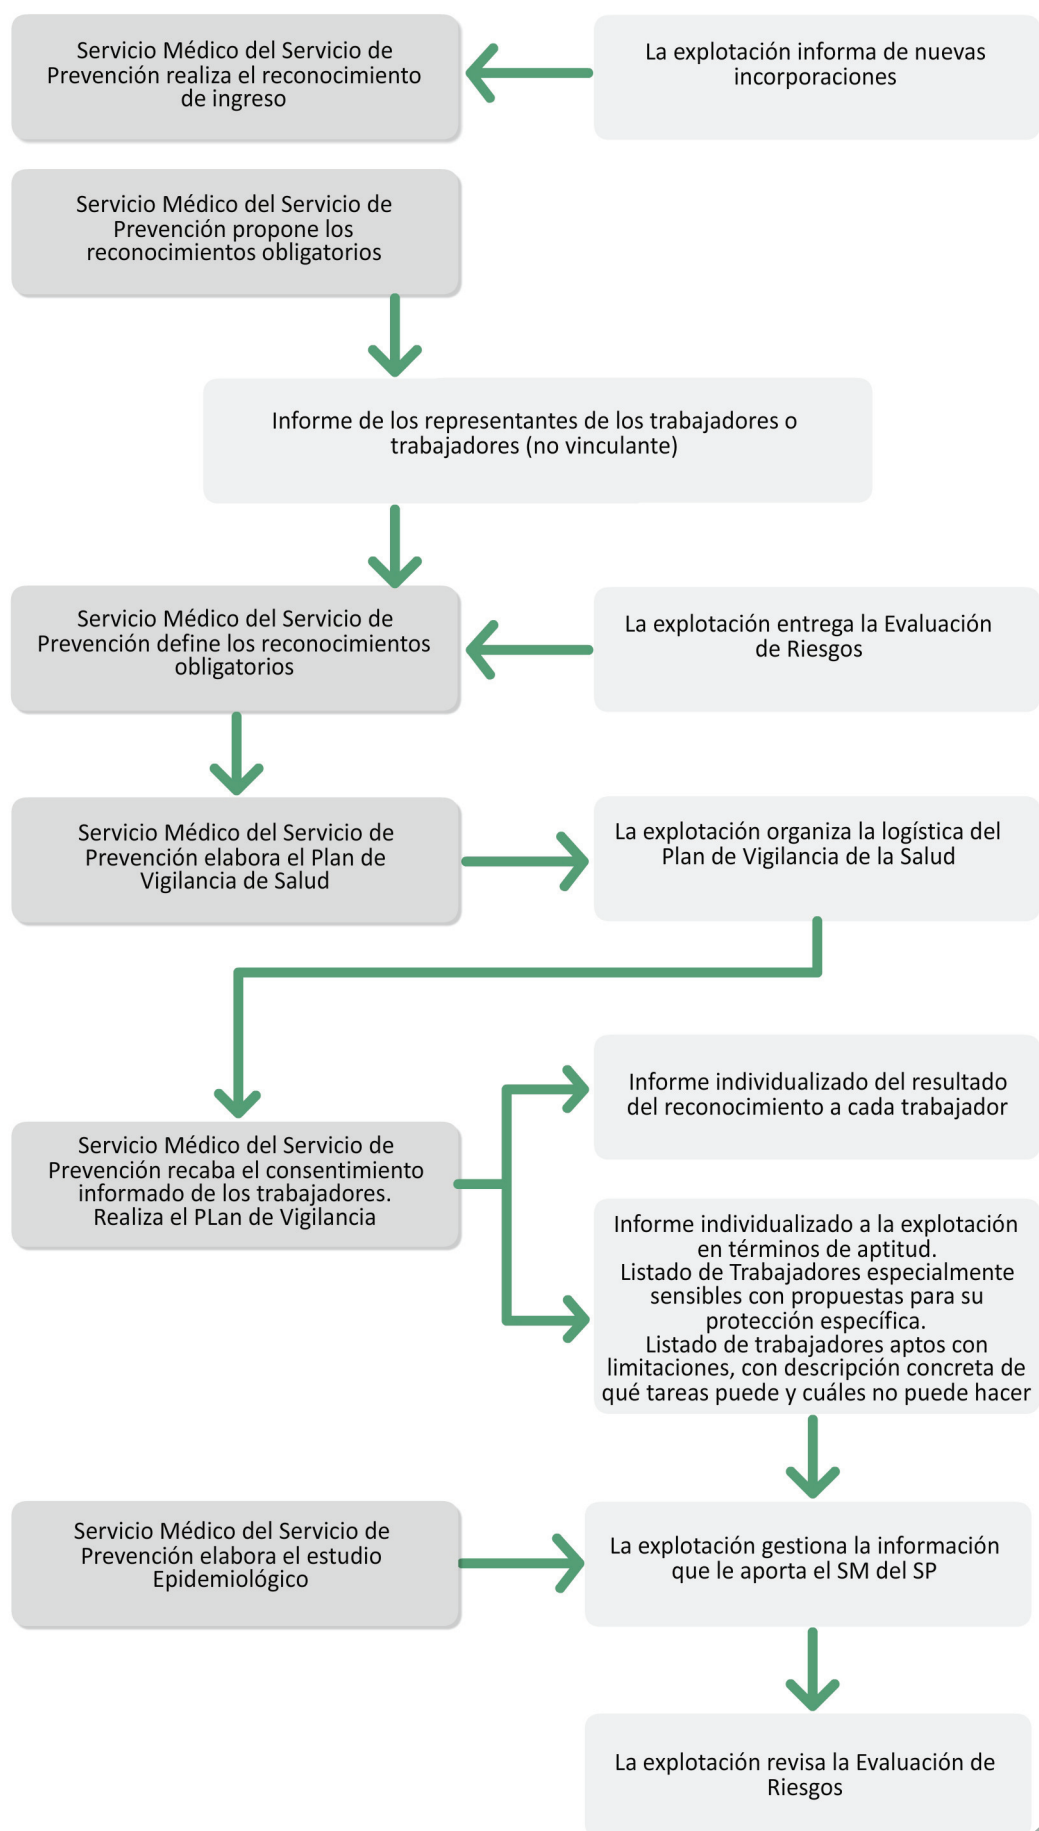 Servicio Médico del Servicio de
Prevención realiza el reconocimiento
de ingreso
La explotación informa de nuevas
incorporaciones
Servicio Médico del Servicio de
Prevención propone los
reconocimientos obligatorios
Informe de los representantes de los trabajadores o
trabajadores (no vinculante)
Servicio Médico del Servicio de
Prevención define los reconocimientos
obligatorios
La explotación entrega la Evaluación
de Riesgos
Servicio Médico del Servicio de
Prevención elabora el Plan de
Vigilancia de Salud
La explotación organiza la logística del
Plan de Vigilancia de la Salud
Informe individualizado del resultado
del reconocimiento a cada trabajador
Servicio Médico del Servicio de
Prevención recaba el consentimiento
informado de los trabajadores.
Realiza el PLan de Vigilancia
Informe individualizado a la explotación
en términos de aptitud.
Listado de Trabajadores especialmente
sensibles con propuestas para su
protección específica.
Listado de trabajadores aptos con
limitaciones, con descripción concreta de
qué tareas puede y cuáles no puede hacer
Servicio Médico del Servicio de
Prevención elabora el estudio
Epidemiológico
La explotación gestiona la información
que le aporta el SM del SP
La explotación revisa la Evaluación de
Riesgos